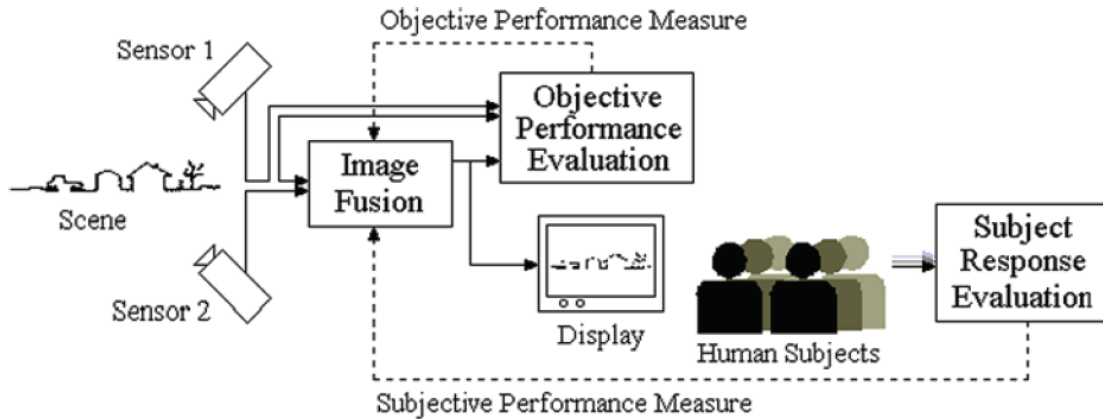 Objective Performance Measure
Sensor 1
Objective
Performance
Evaluation
Image
Fusion
Scene
Sensor 2
Display
Human Subjects
Subject
Response
Evaluation
Subjective Performance Measure